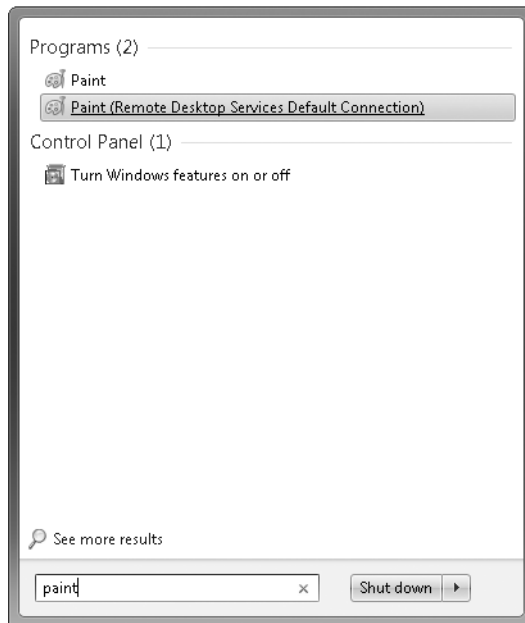 Programs (2)
Paint
Paint (Remote Desktop Services Default Connection)
Control Panel (1)
Turn Windows features on or off
See more results
paint
Shut down